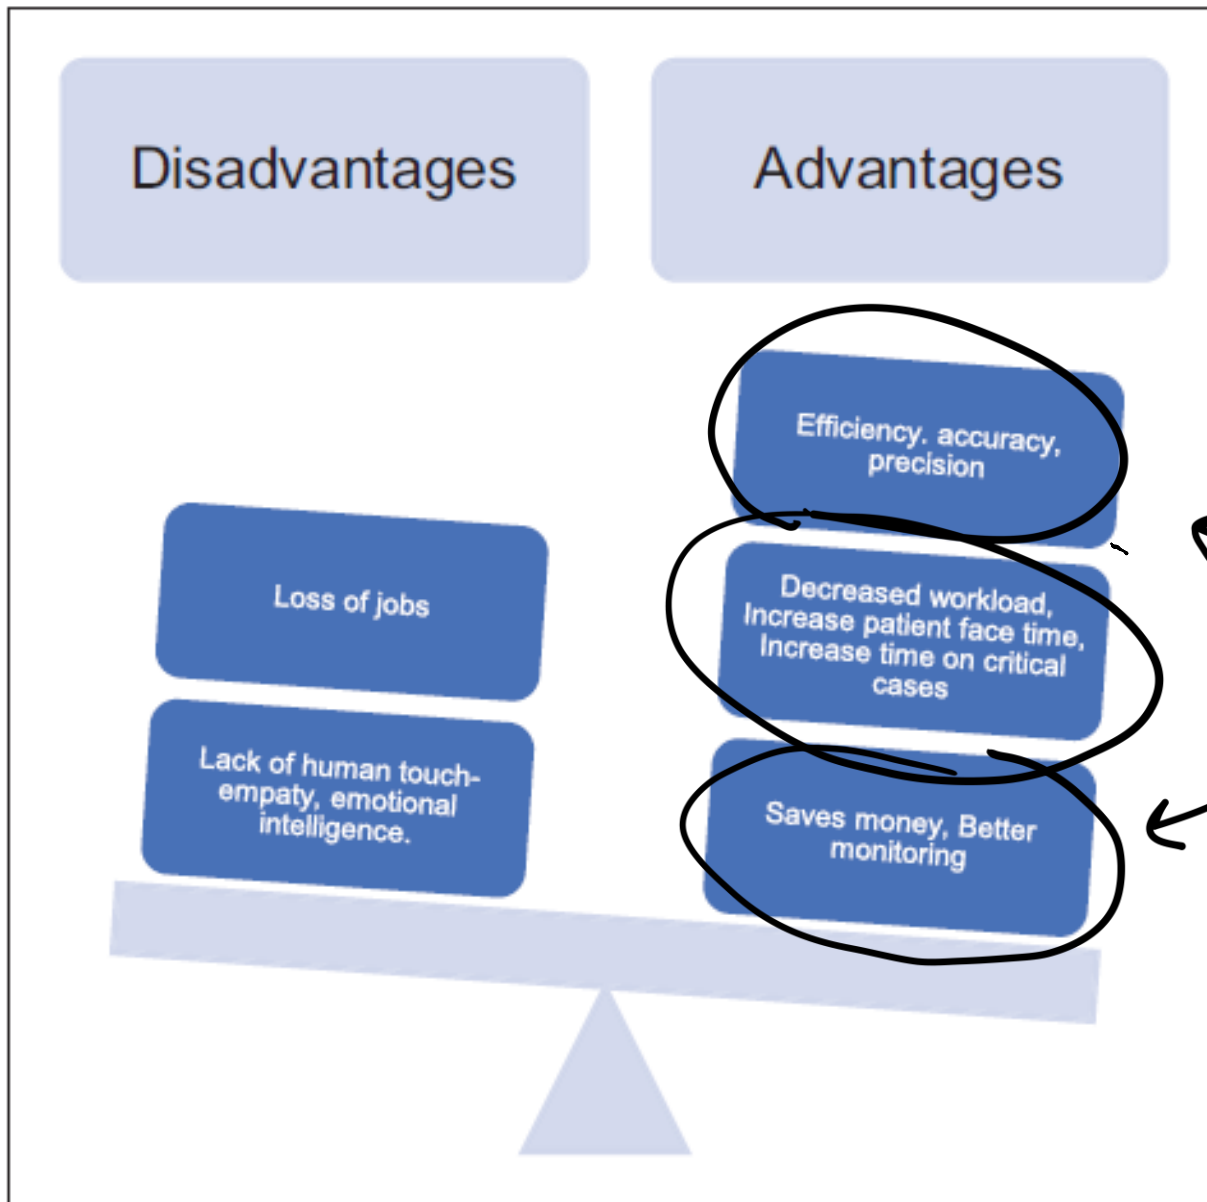 Disadvantages
Advantages
Efficiency. accuracy,
precision
Loss of jobs
Decreased workload,
Increase patient face time,
Increase time on critical
cases
Lack of human touch-
empaty, emotional
intelligence.
Saves money, Better
monitoring